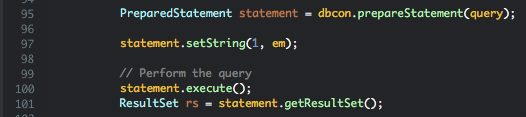 95 PreparedStatement statement = dbcon.prepareStatement(query);
96
97 statement.setString(1, em);
98
99 // Perform the query
100 statement.execute();
101 ResultSet rs = statement.getResultSet();